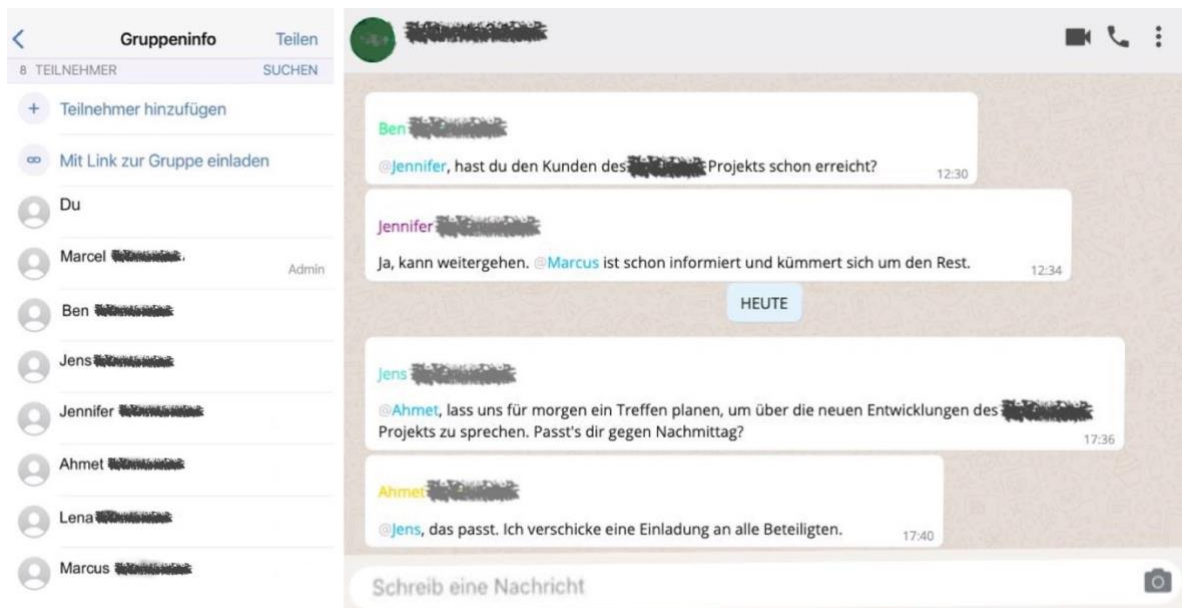 Gruppeninfo Teilen
8 TEILNEHMER SUCHEN
+ Teilnehmer hinzufügen
Mit Link zur Gruppe einladen
Du
Marcel
Admin
Ben
Jens
Jennifer
Ahmet
Lena
Marcus
Ben
@Jennifer, hast du den Kunden des Projekts schon erreicht?
12:30
Jennifer
Ja, kann weitergehen. @Marcus ist schon informiert und kümmert sich um den Rest.
12:34
HEUTE
Jens
@Ahmet, lass uns für morgen ein Treffen planen, um über die neuen Entwicklungen des
Projekts zu sprechen. Passt's dir gegen Nachmittag?
17:36
Ahmet
@Jens, das passt. Ich verschicke eine Einladung an alle Beteiligten.
17:40
Schreib eine Nachricht